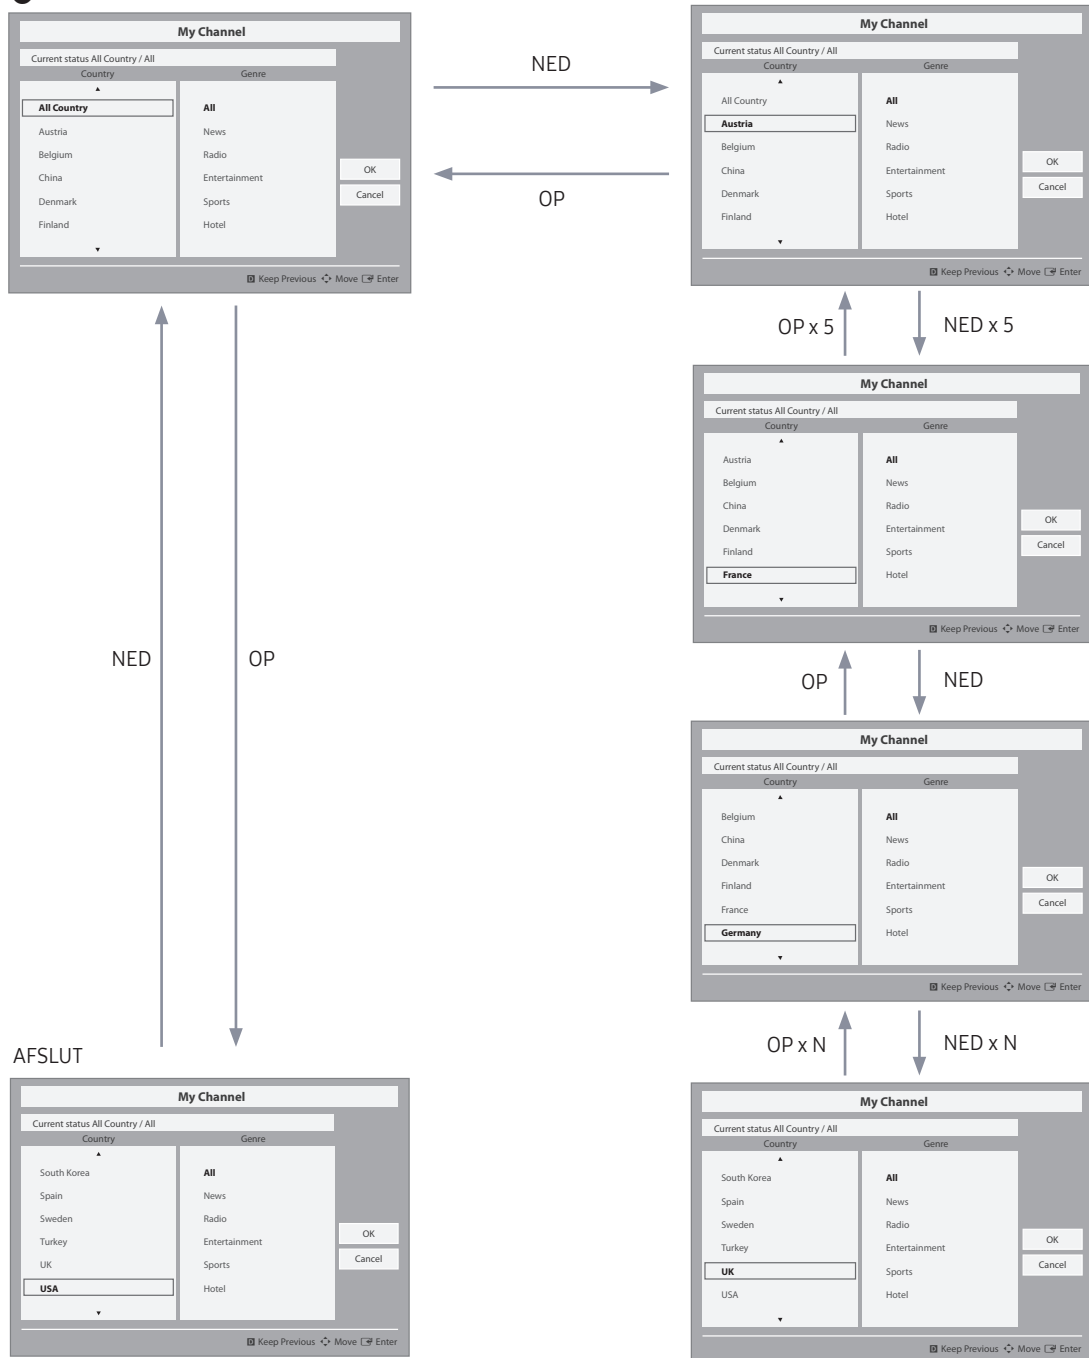 My Channel
Current status All Country / All
Country Genre
All Country All
Austria News
Belgium Radio
China Entertainment
Denmark Sports
Finland Hotel
OK
Cancel
Keep Previous Move Enter
NED
OP
My Channel
Current status All Country / All
Country Genre
All Country All
Austria News
Belgium Radio
China Entertainment
Denmark Sports
Finland Hotel
OK
Cancel
D Keep Previous Move Enter
OP x 5 NED x 5
My Channel
Current status All Country / All
Country Genre
Austria All
Belgium News
China Radio
Denmark Entertainment
Finland Sports
France Hotel
OK
Cancel
D Keep Previous Move Enter
NED OP
OP NED
My Channel
Current status All Country / All
Country Genre
Belgium All
China News
Denmark Radio
Finland Entertainment
France Sports
Germany Hotel
OK
Cancel
D Keep Previous Move Enter
OP x N NED x N
AFSLUT
My Channel
Current status All Country / All
Country Genre
South Korea All
Spain News
Sweden Radio
Turkey Entertainment
UK Sports
USA Hotel
OK
Cancel
D Keep Previous Move Enter
My Channel
Current status All Country / All
Country Genre
South Korea All
Spain News
Sweden Radio
Turkey Entertainment
UK Sports
USA Hotel
OK
Cancel
D Keep Previous Move Enter